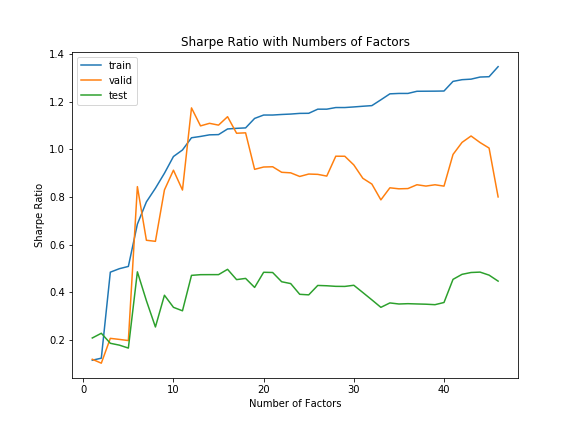 Sharpe Ratio with Numbers of Factors
1.4
1.2
1.0
0.8
0.6
0.4
0.2
Sharpe Ratio
train
valid
test
0
10
20
30
40
Number of Factors